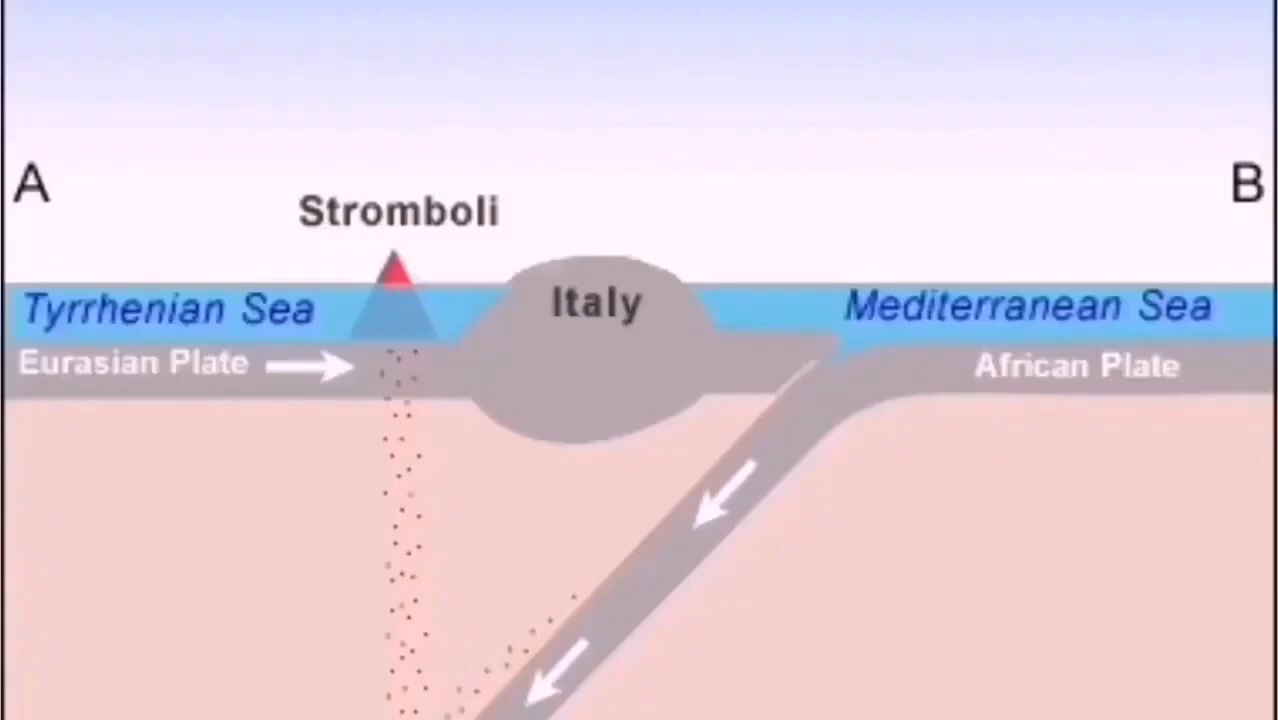 A
B
Stromboli
Tyrrhenian Sea
Italy
Mediterranean Sea
Eurasian Plate
African Plate